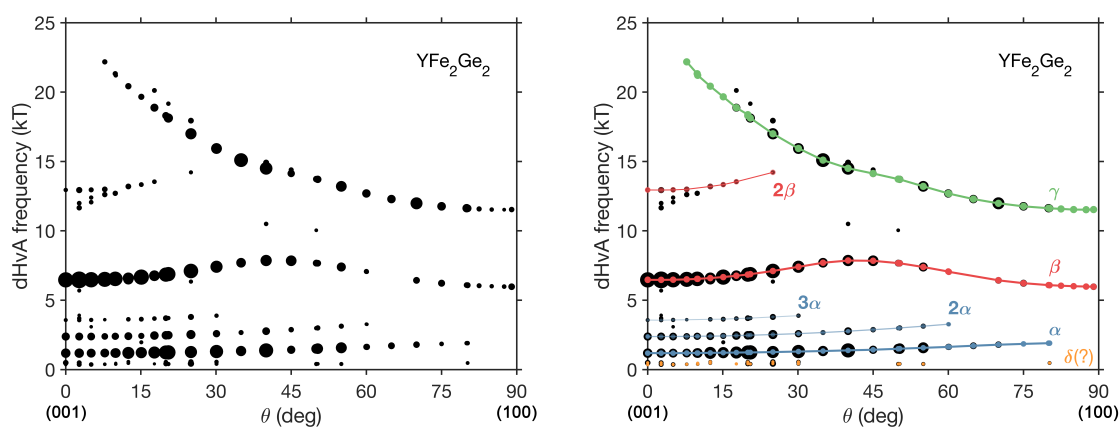 25
20
15
10
5
0
dHvA frequency (kT)
YFe₂Ge₂
0 15 30 45 60 75 90
(001) θ (deg) (100)
25
20
15
10
5
0
dHvA frequency (kT)
YFe₂Ge₂
2β
γ
β
3α
2α
α
δ(?)
0 15 30 45 60 75 90
(001) θ (deg) (100)